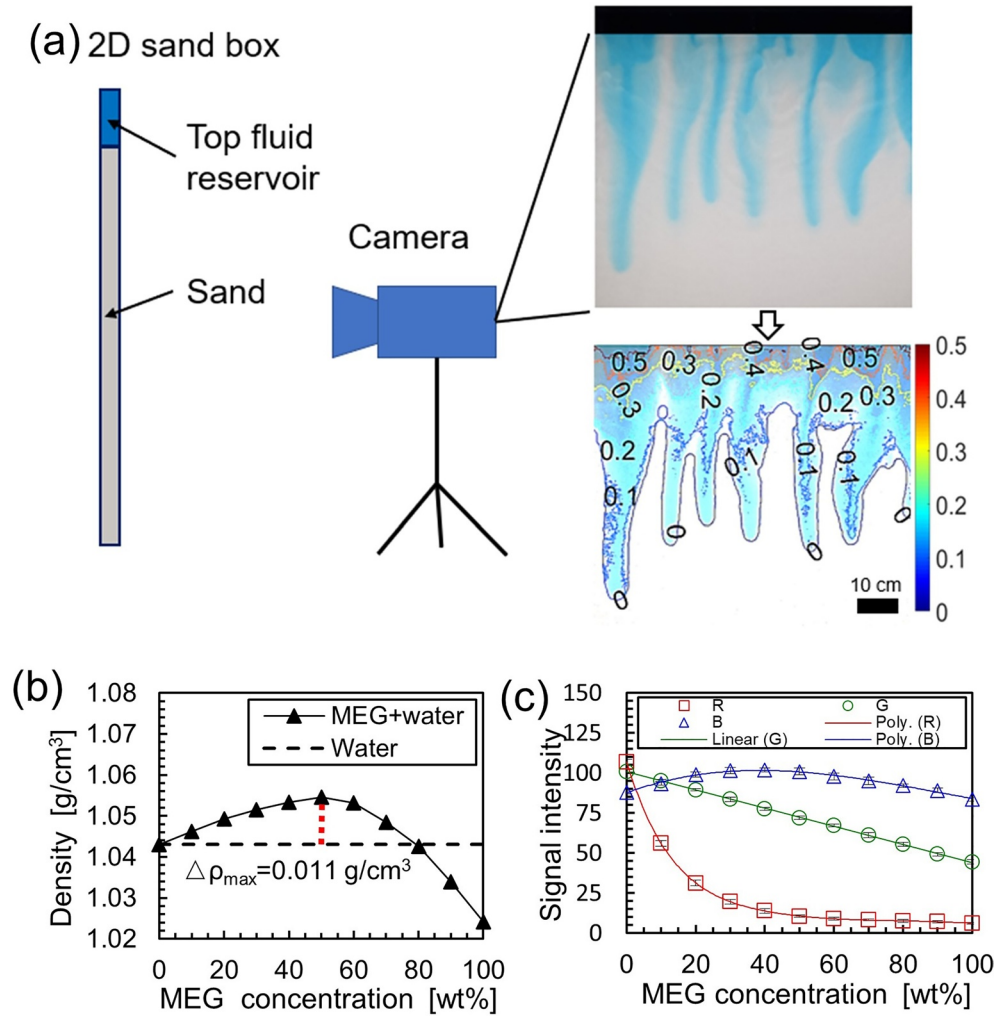 (a)
2D sand box
Top fluid
reservoir
Sand
Camera
0.5 0.3 0.4 0.4 0.5
0.3 0.2 0.2 0.3
0.2 0.1 0.1 0.1
0.1
0 0 0 0
10 cm
0.5
0.4
0.3
0.2
0.1
0
(b)
1.08
1.07
1.06
1.05
1.04
1.03
1.02
Density [g/cm³]
MEG+water
Water
△ρmax=0.011 g/cm³
0 20 40 60 80 100
MEG concentration [wt%]
(c)
150
125
100
75
50
25
0
Signal intensity
R G
B Poly. (R)
Linear (G) Poly. (B)
0 20 40 60 80 100
MEG concentration [wt%]